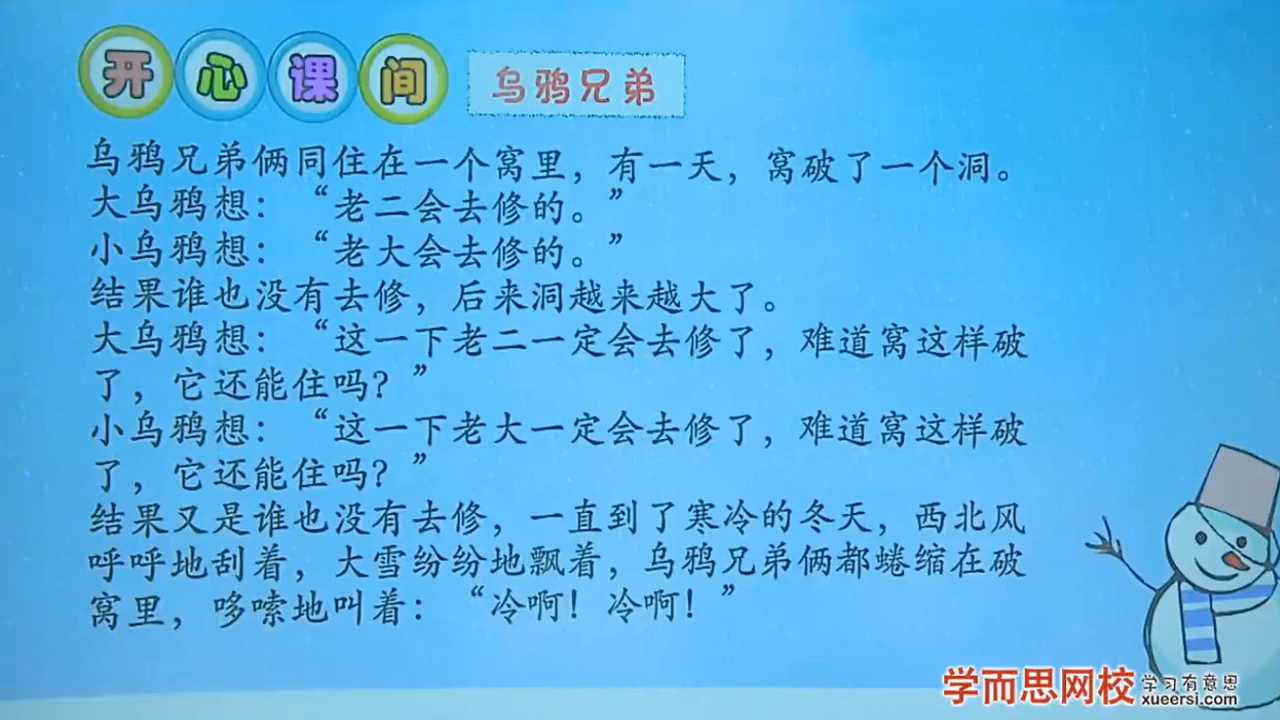 开心课间 乌鸦兄弟
乌鸦兄弟俩同住在一个窝里，有一天，窝破了一个洞。
大乌鸦想：“老二会去修的。”
小乌鸦想：“老大会去修的。”
结果谁也没有去修，后来洞越来越大了。
大乌鸦想：“这一下老二一定会去修了，难道窝这样破
了，它还能住吗？”
小乌鸦想：“这一下老大一定会去修了，难道窝这样破
了，它还能住吗？”
结果又是谁也没有去修，一直到了寒冷的冬天，西北风
呼呼地刮着，大雪纷纷地飘着，乌鸦兄弟俩都蜷缩在破
窝里，哆嗦地叫着：“冷啊！冷啊！”
学而思网校 学习有意思
xueersi.com